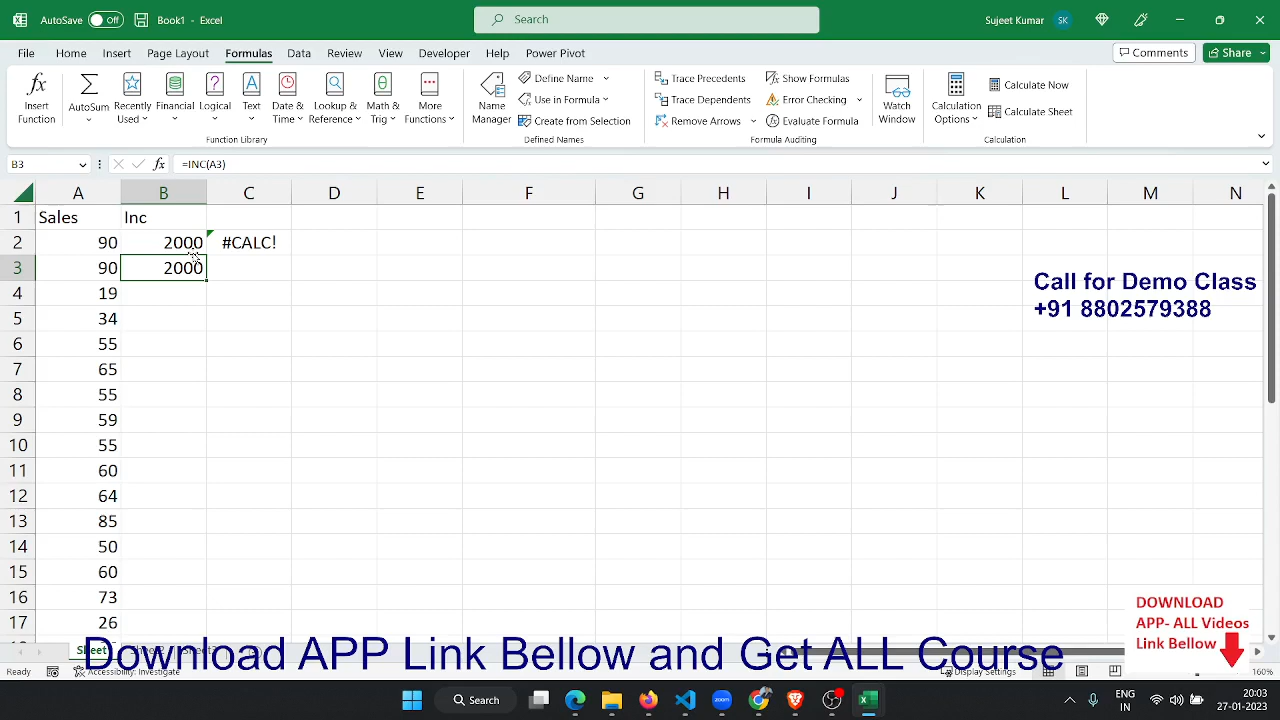 AutoSave Off Book1 - Excel Search Sujeet Kumar SK
File Home Insert Page Layout Formulas Data Review View Developer Help Power Pivot Comments Share
Insert Function
AutoSum
Recently Used
Financial
Logical
Text
Date & Time
Lookup & Reference
Math & Trig
More Functions
Function Library
Name Manager
Define Name
Use in Formula
Create from Selection
Defined Names
Trace Precedents
Trace Dependents
Remove Arrows
Show Formulas
Error Checking
Evaluate Formula
Formula Auditing
Watch Window
Calculation Options
Calculate Now
Calculate Sheet
Calculation
B3 fx =INC(A3)
A B C D E F G H I J K L M N
1 Sales Inc
2 90 2000 #CALC!
3 90 2000
4 19
5 34
6 55
7 65
8 55
9 59
10 55
11 60
12 64
13 85
14 50
15 60
16 73
17 26
Call for Demo Class
+91 8802579388
DOWNLOAD
APP- ALL Videos
Link Bellow
Download APP Link Bellow and Get ALL Course
Ready Accessibility: Investigate Display Settings 160%
Search
ENG
IN
20:03
27-01-2023